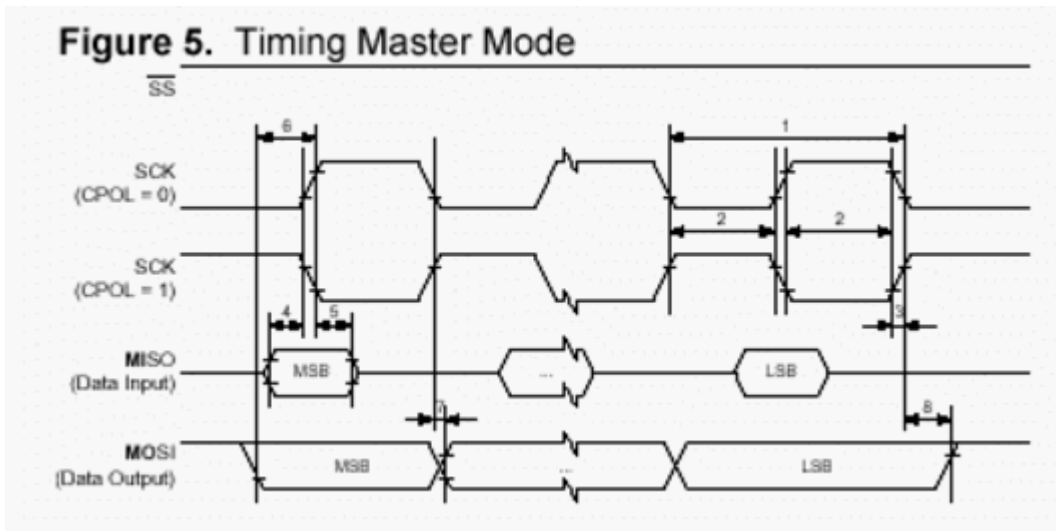 Figure 5. Timing Master Mode
SS
6
1
SCK
(CPOL = 0)
2
2
SCK
(CPOL = 1)
4
5
3
MISO
(Data Input)
MSB
...
LSB
7
8
MOSI
(Data Output)
MSB
...
LSB